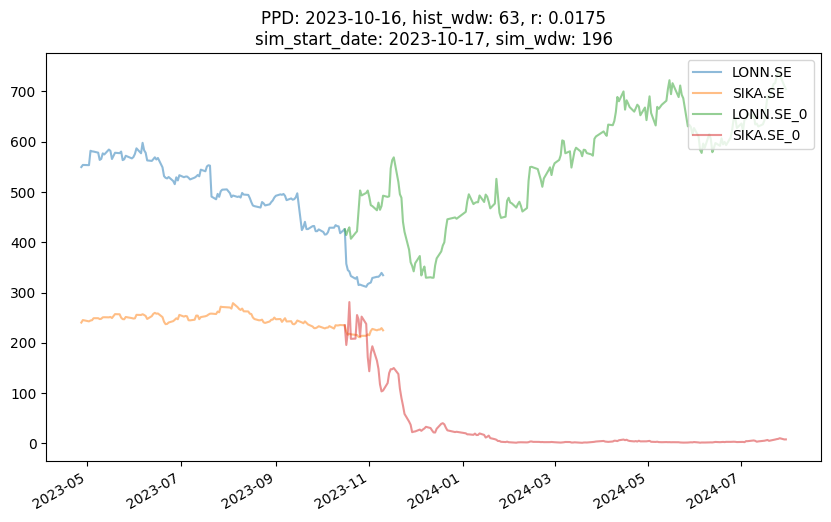 PPD: 2023-10-16, hist_wdw: 63, r: 0.0175
sim_start_date: 2023-10-17, sim_wdw: 196
LONN.SE
SIKA.SE
LONN.SE_0
SIKA.SE_0
700
600
500
400
300
200
100
0
2023-05
2023-07
2023-09
2023-11
2024-01
2024-03
2024-05
2024-07